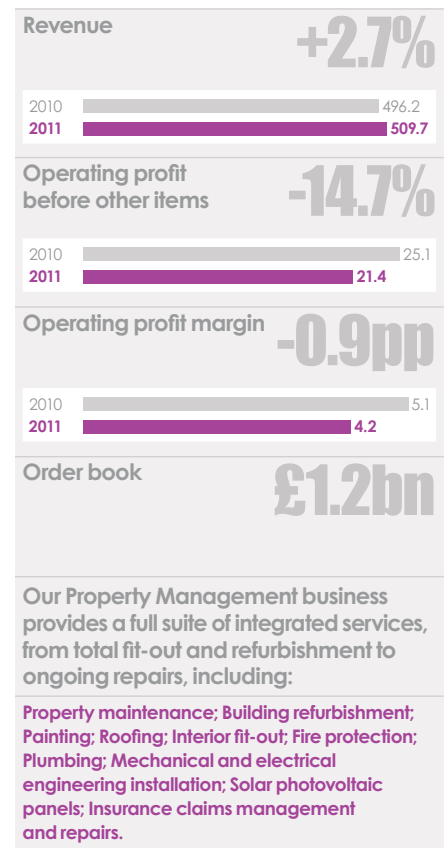 Revenue
+2.7%
2010 496.2
2011 509.7
Operating profit
before other items
-14.7%
2010 25.1
2011 21.4
Operating profit margin
-0.9pp
2010 5.1
2011 4.2
Order book
£1.2bn
Our Property Management business
provides a full suite of integrated services,
from total fit-out and refurbishment to
ongoing repairs, including:
Property maintenance; Building refurbishment;
Painting; Roofing; Interior fit-out; Fire protection;
Plumbing; Mechanical and electrical
engineering installation; Solar photovoltaic
panels; Insurance claims management
and repairs.